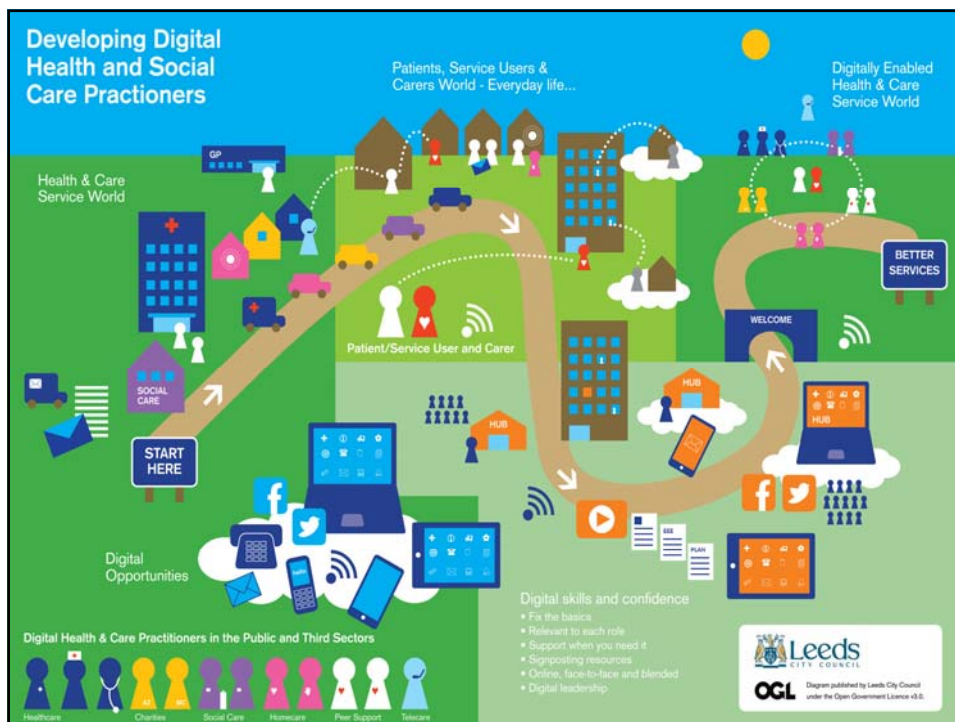 Developing Digital
Health and Social
Care Practioners
Patients, Service Users &
Carers World - Everyday life...
Digitally Enabled
Health & Care
Service World
GP
Health & Care
Service World
BETTER
SERVICES
WELCOME
Patient/Service User and Carer
SOCIAL
CARE
HUB
HUB
HUB
START
HERE
PLAN
hello
Digital
Opportunities
Digital skills and confidence
• Fix the basics
• Relevant to each role
• Support when you need it
• Signposting resources
• Online, face-to-face and blended
• Digital leadership
Digital Health & Care Practitioners in the Public and Third Sectors
AT
MC
Healthcare
Charities
Social Care
Homecare
Peer Support
Telecare
Leeds
CITY COUNCIL
OGL
Diagram published by Leeds City Council
under the Open Government Licence v3.0.